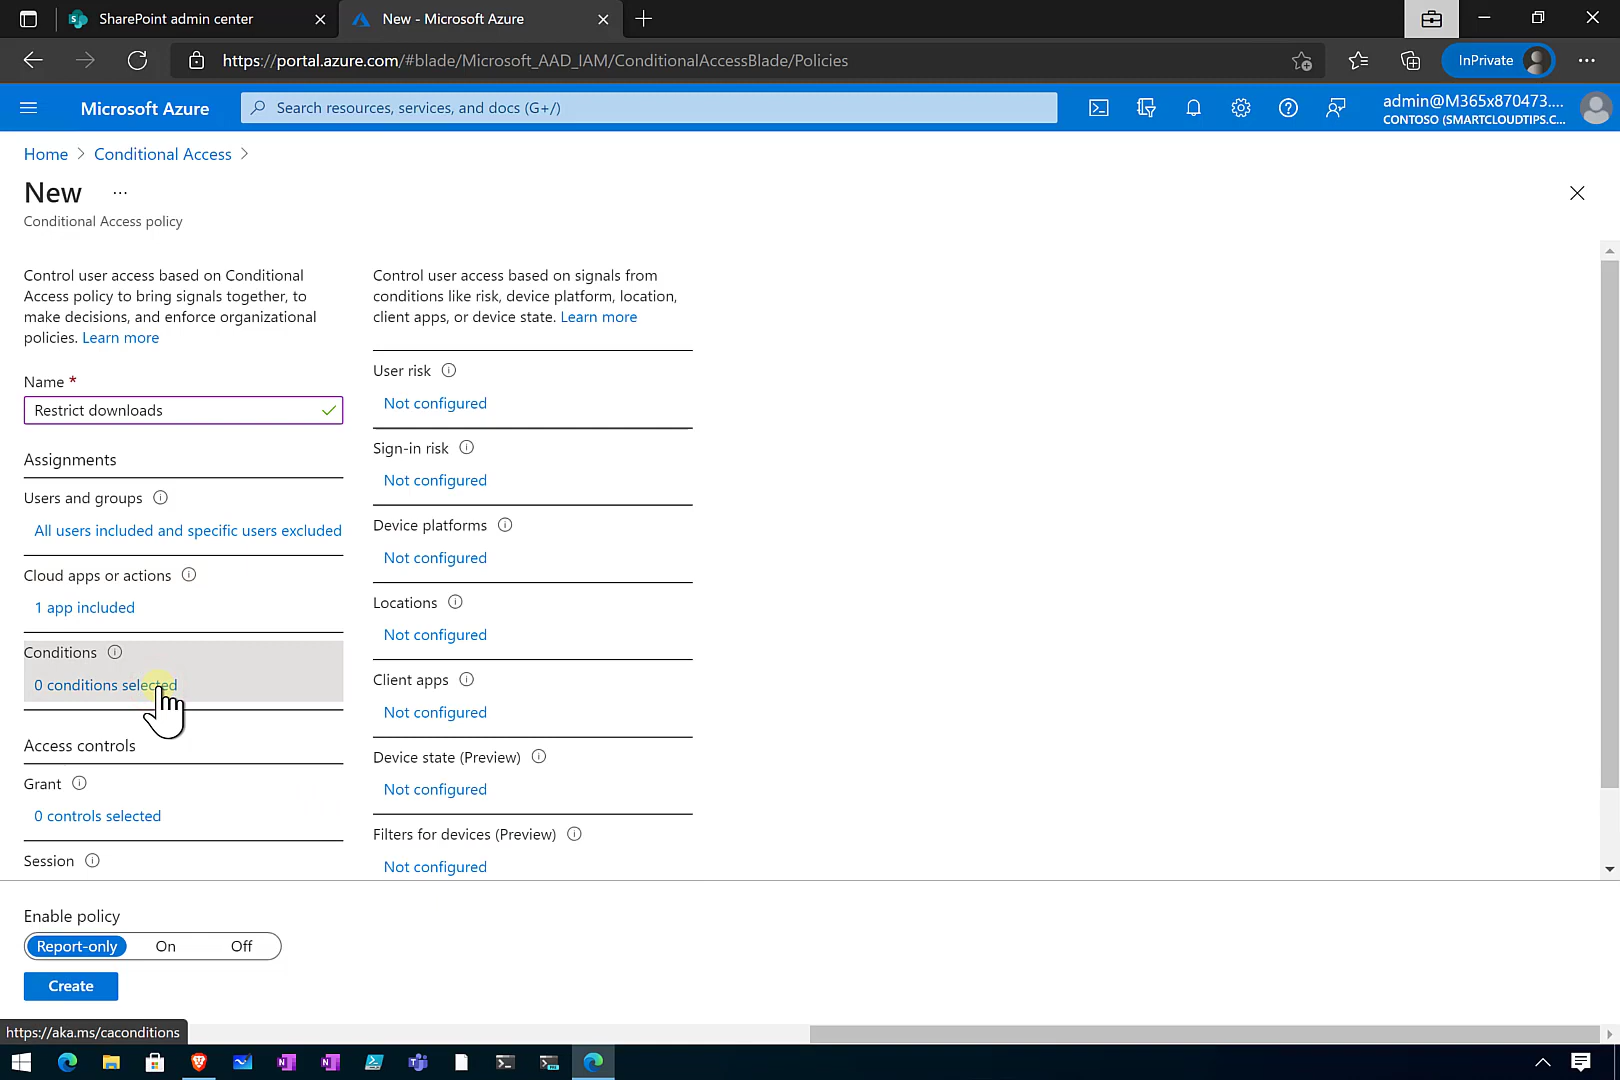 SharePoint admin center
New - Microsoft Azure
https://portal.azure.com/#blade/Microsoft_AAD_IAM/ConditionalAccessBlade/Policies
InPrivate
Microsoft Azure
Search resources, services, and docs (G+/)
admin@M365x870473....
CONTOSO (SMARTCLOUDTIPS.C...
Home > Conditional Access >
New ...
Conditional Access policy
Control user access based on Conditional
Access policy to bring signals together, to
make decisions, and enforce organizational
policies. Learn more
Name *
Restrict downloads
Assignments
Users and groups
All users included and specific users excluded
Cloud apps or actions
1 app included
Conditions
0 conditions selected
Access controls
Grant
0 controls selected
Session
Control user access based on signals from
conditions like risk, device platform, location,
client apps, or device state. Learn more
User risk
Not configured
Sign-in risk
Not configured
Device platforms
Not configured
Locations
Not configured
Client apps
Not configured
Device state (Preview)
Not configured
Filters for devices (Preview)
Not configured
Enable policy
Report-only On Off
Create
https://aka.ms/caconditions